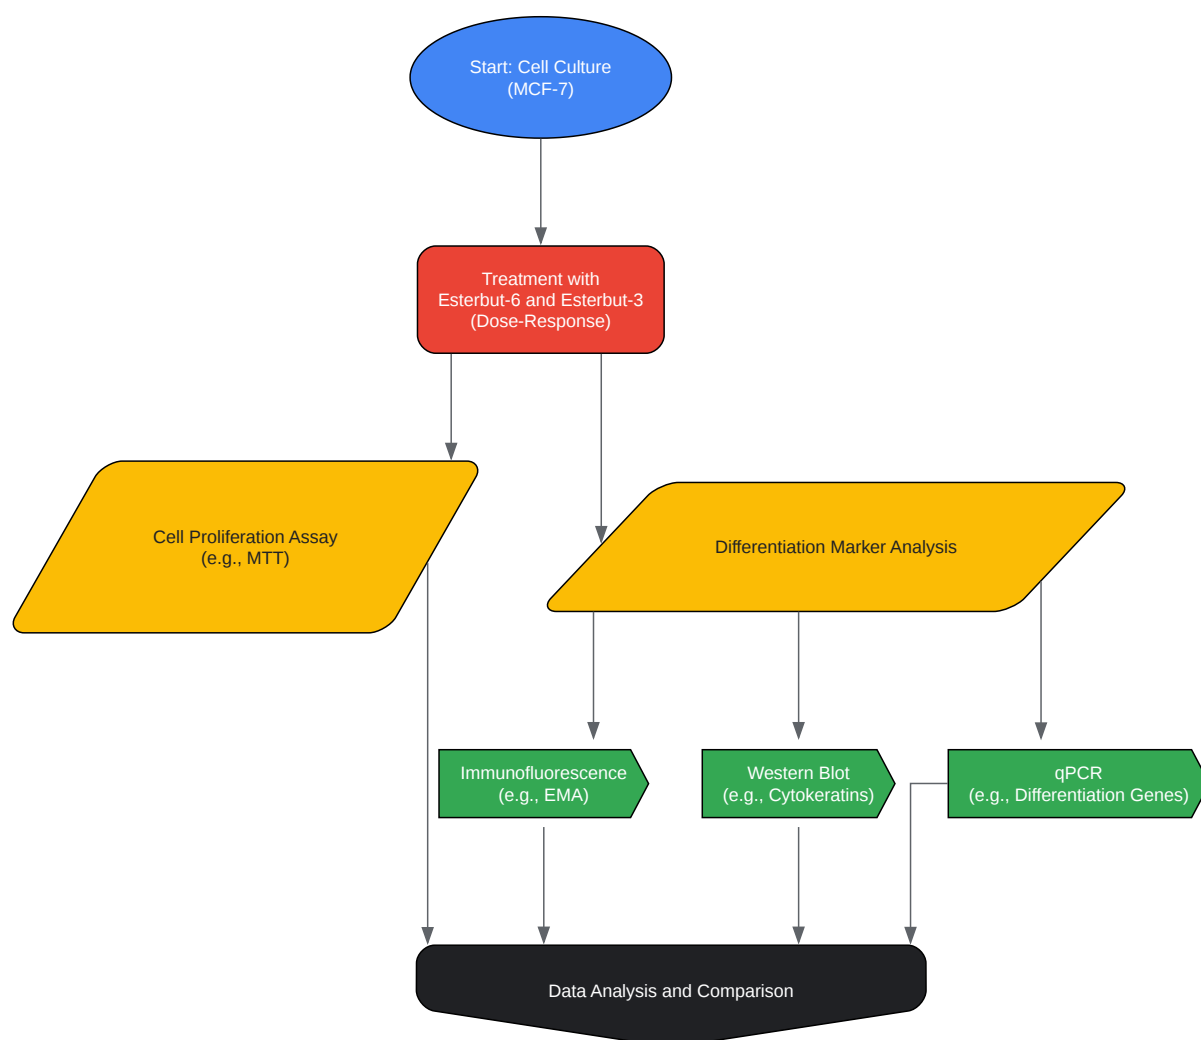 Start: Cell Culture
(MCF-7)
Treatment with
Esterbut-6 and Esterbut-3
(Dose-Response)
Cell Proliferation Assay
(e.g., MTT)
Differentiation Marker Analysis
Immunofluorescence
(e.g., EMA)
Western Blot
(e.g., Cytokeratins)
qPCR
(e.g., Differentiation Genes)
Data Analysis and Comparison